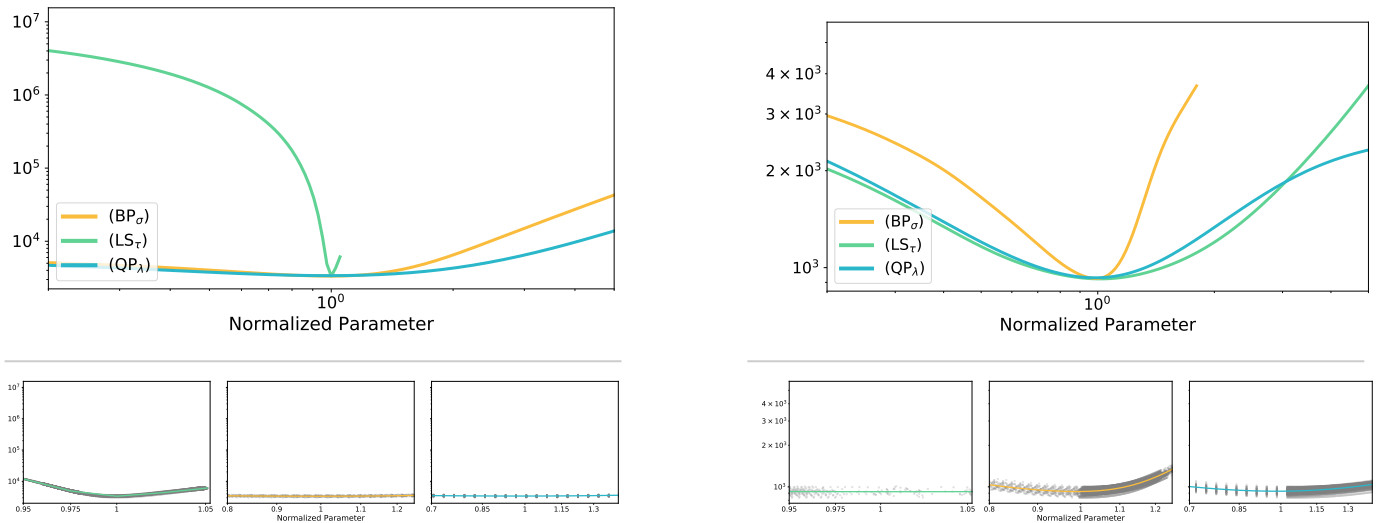 10⁷
10⁶
10⁵
10⁴
(BPσ)
(LSτ)
(QPλ)
10⁰
Normalized Parameter
4 × 10³
3 × 10³
2 × 10³
10³
(BPσ)
(LSτ)
(QPλ)
10⁰
Normalized Parameter
10⁷
10⁶
10⁵
10⁴
0.95 0.975 1 1.025 1.05
0.8 0.9 1 1.1 1.2
0.7 0.85 1 1.15 1.3
Normalized Parameter
4 × 10³
3 × 10³
2 × 10³
10³
0.95 0.975 1 1.025 1.05
0.8 0.9 1 1.1 1.2
0.7 0.85 1 1.15 1.3
Normalized Parameter